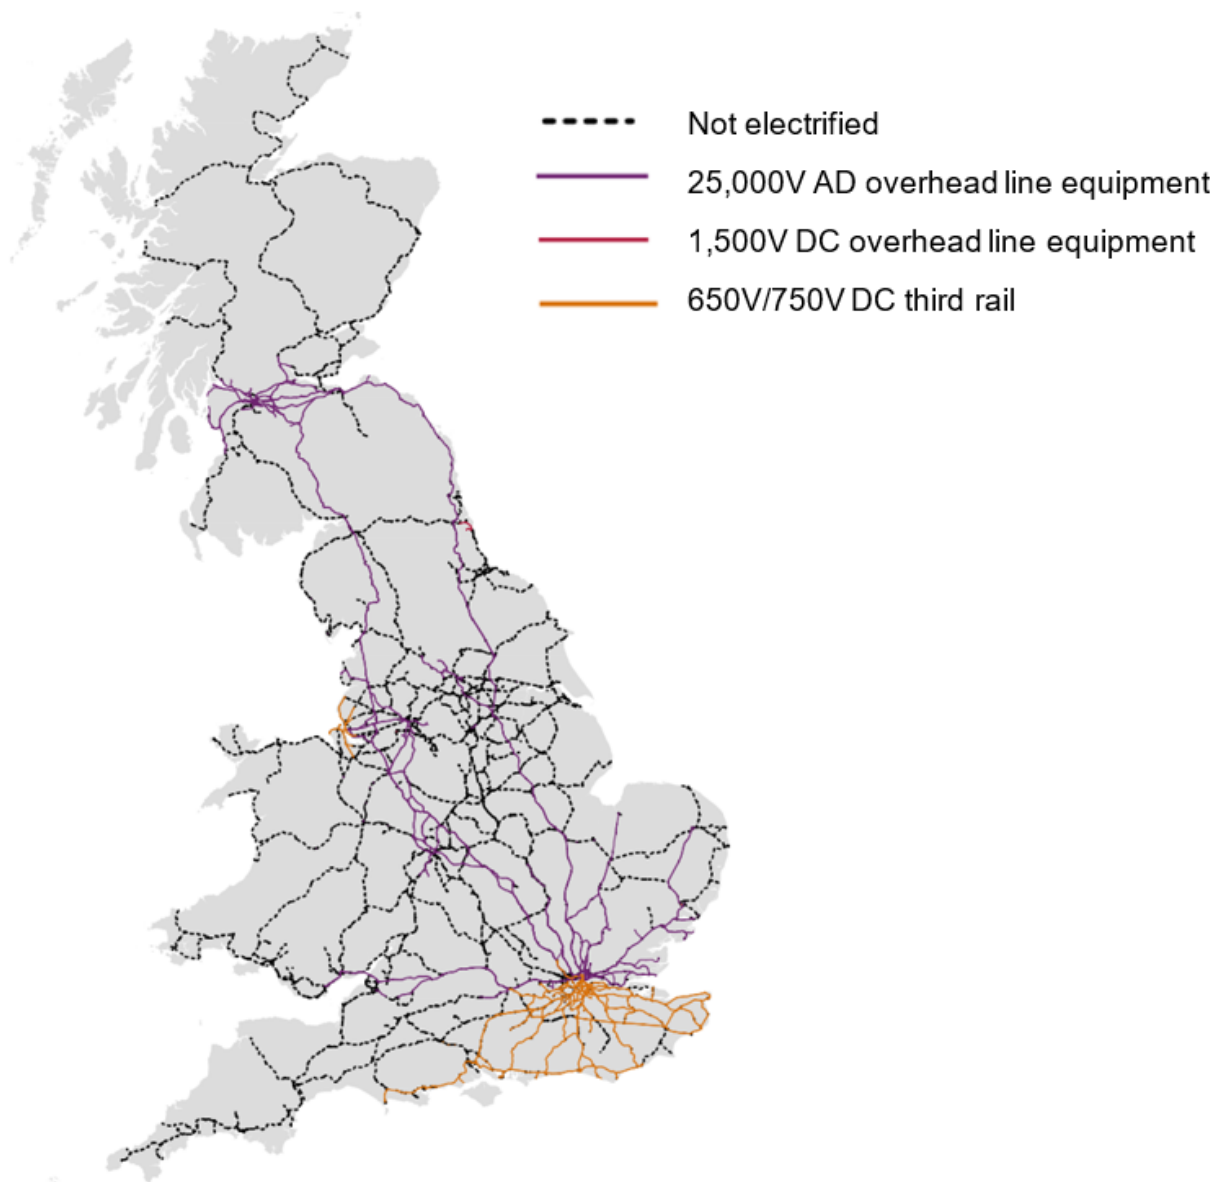 Not electrified
25,000V AD overhead line equipment
1,500V DC overhead line equipment
650V/750V DC third rail